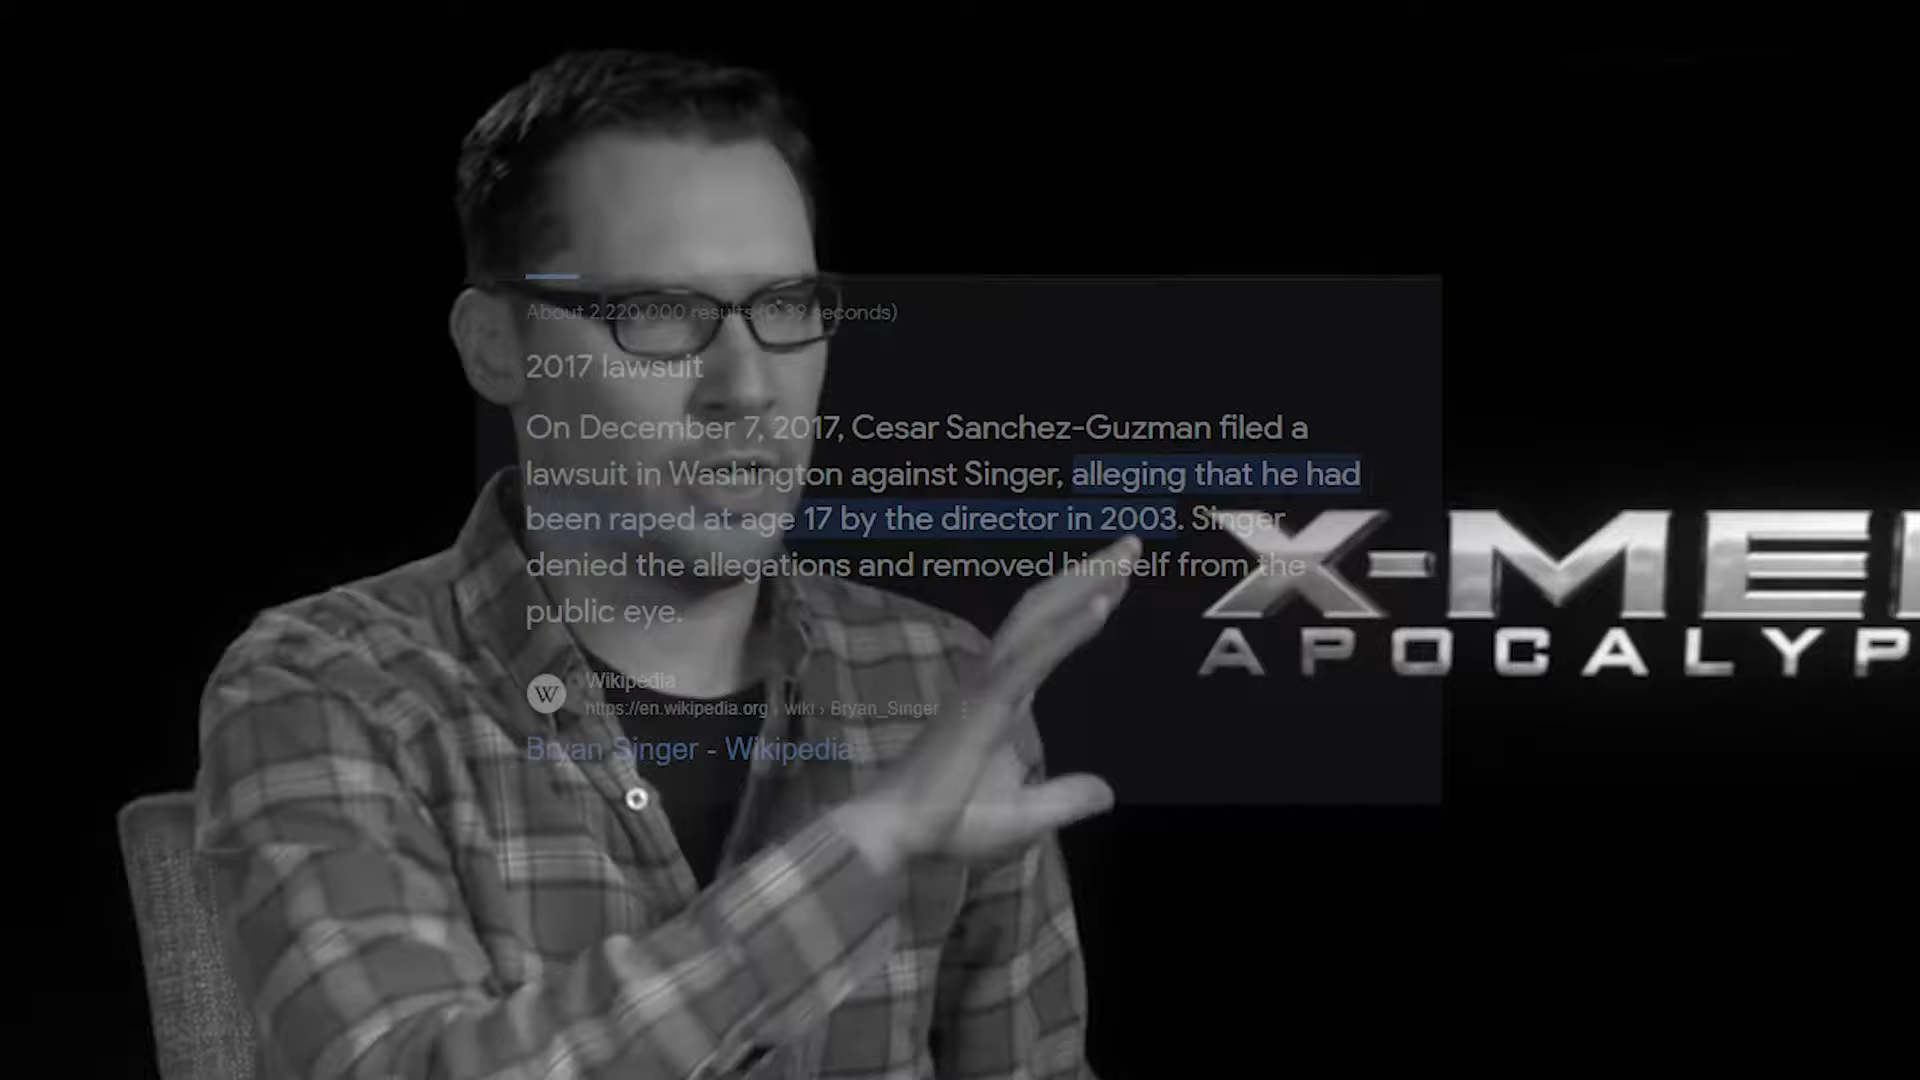 About 2,220,000 results (0.39 seconds)
2017 lawsuit
On December 7, 2017, Cesar Sanchez-Guzman filed a
lawsuit in Washington against Singer, alleging that he had
been raped at age 17 by the director in 2003. Singer
denied the allegations and removed himself from the
public eye.
X-ME
APOCALYP
W
Wikipedia
https://en.wikipedia.org › wiki › Bryan_Singer
Bryan Singer - Wikipedia